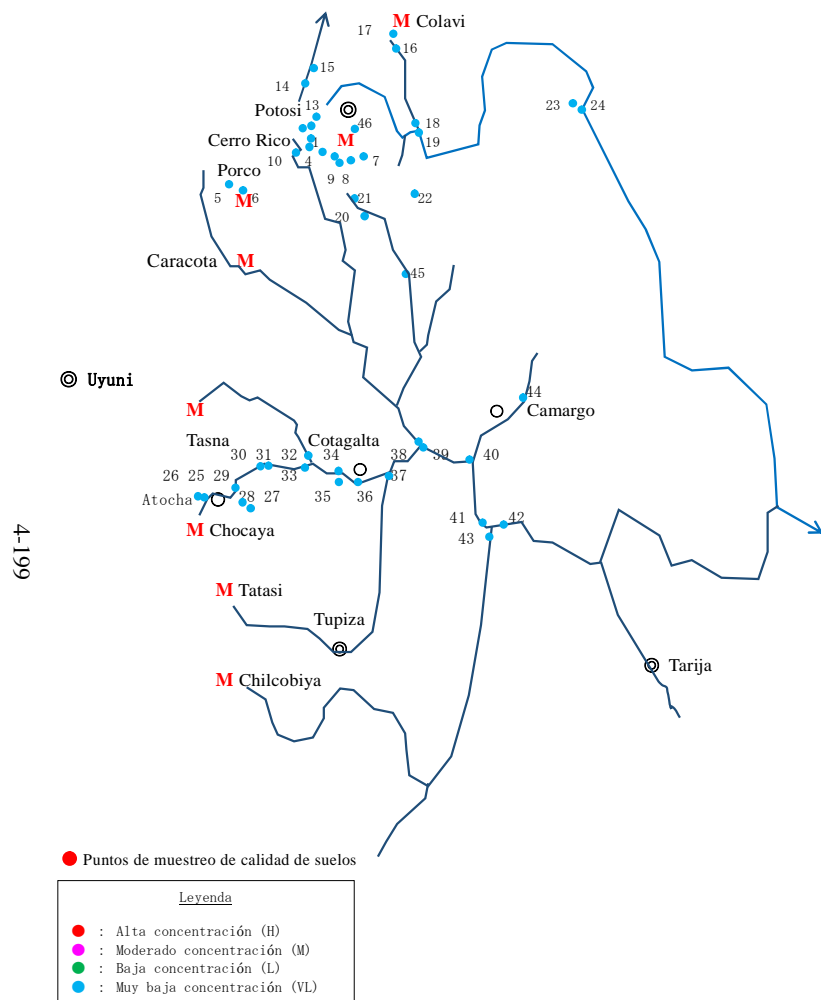 17 M Colavi
16
15
14
Potosi 13
46
18
23 24
Cerro Rico 1 M
19
10 4 9 8 7
Porco
5 6
M
21 22
20
Caracota M
45
Uyuni
44
M
Camargo
Tasna
Cotagalta
30 31 32 34 38 39 40
33
26 25 29
37
Atocha 28 27 35 36
M Chocaya
41 42
43
4-199
M Tatasi
Tupiza
Tarija
M Chilcobiya
Puntos de muestreo de calidad de suelos
Leyenda
: Alta concentración (H)
: Moderado concentración (M)
: Baja concentración (L)
: Muy baja concentración (VL)